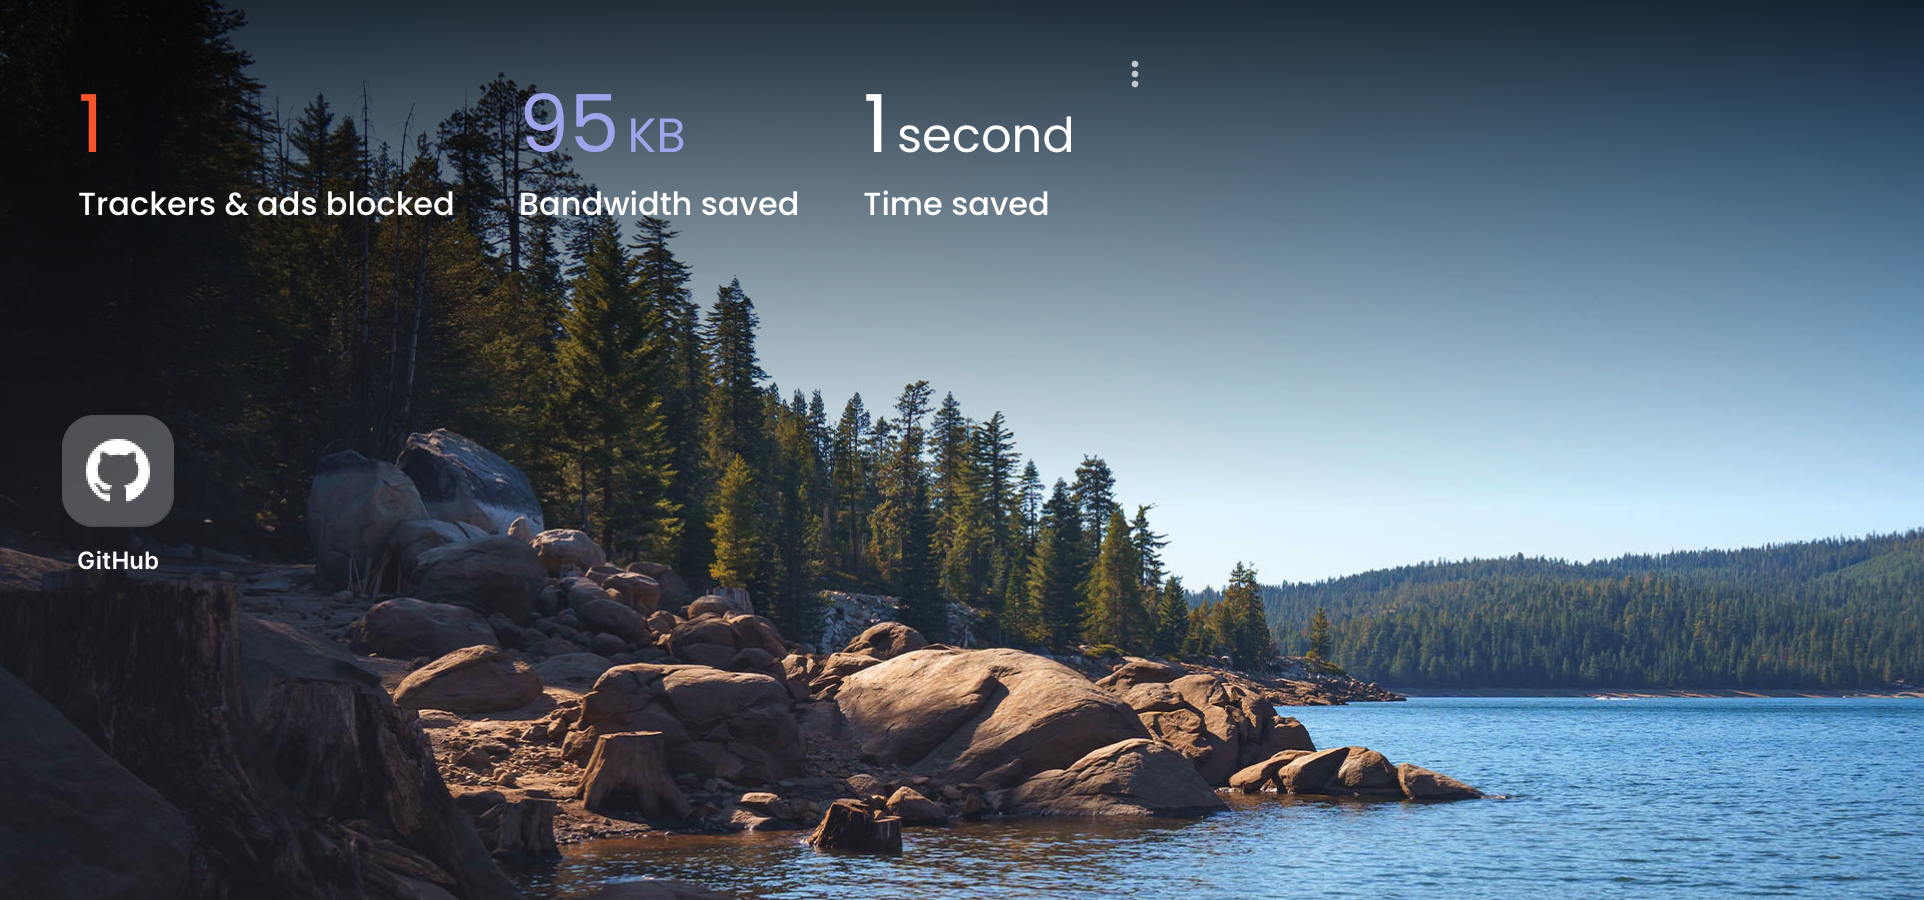 1
95 KB
1 second
Trackers & ads blocked
Bandwidth saved
Time saved
GitHub